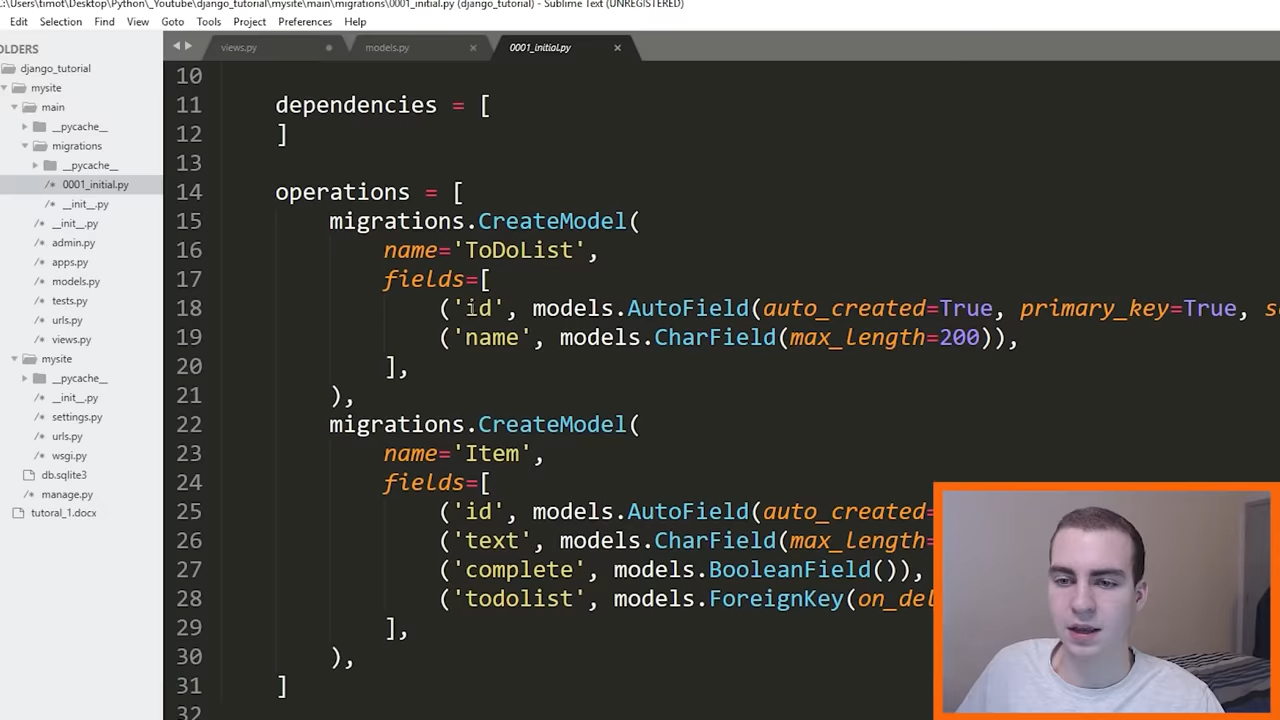 :\Users\timot\Desktop\Python\_Youtube\django_tutorial\mysite\main\migrations\0001_initial.py (django_tutorial) - Sublime Text (UNREGISTERED)
Edit Selection Find View Goto Tools Project Preferences Help
OLDERS
django_tutorial
mysite
main
__pycache__
migrations
__pycache__
/* 0001_initial.py
/* __init__.py
/* __init__.py
/* admin.py
/* apps.py
/* models.py
/* tests.py
/* urls.py
/* views.py
mysite
__pycache__
/* __init__.py
/* settings.py
/* urls.py
/* wsgi.py
db.sqlite3
/* manage.py
tutoral_1.docx
views.py models.py 0001_initial.py
10
11 dependencies = [
12 ]
13
14 operations = [
15 migrations.CreateModel(
16 name='ToDoList',
17 fields=[
18 ('id', models.AutoField(auto_created=True, primary_key=True, s
19 ('name', models.CharField(max_length=200)),
20 ],
21 ),
22 migrations.CreateModel(
23 name='Item',
24 fields=[
25 ('id', models.AutoField(auto_created=
26 ('text', models.CharField(max_length=
27 ('complete', models.BooleanField()),
28 ('todolist', models.ForeignKey(on_del
29 ],
30 ),
31 ]
32